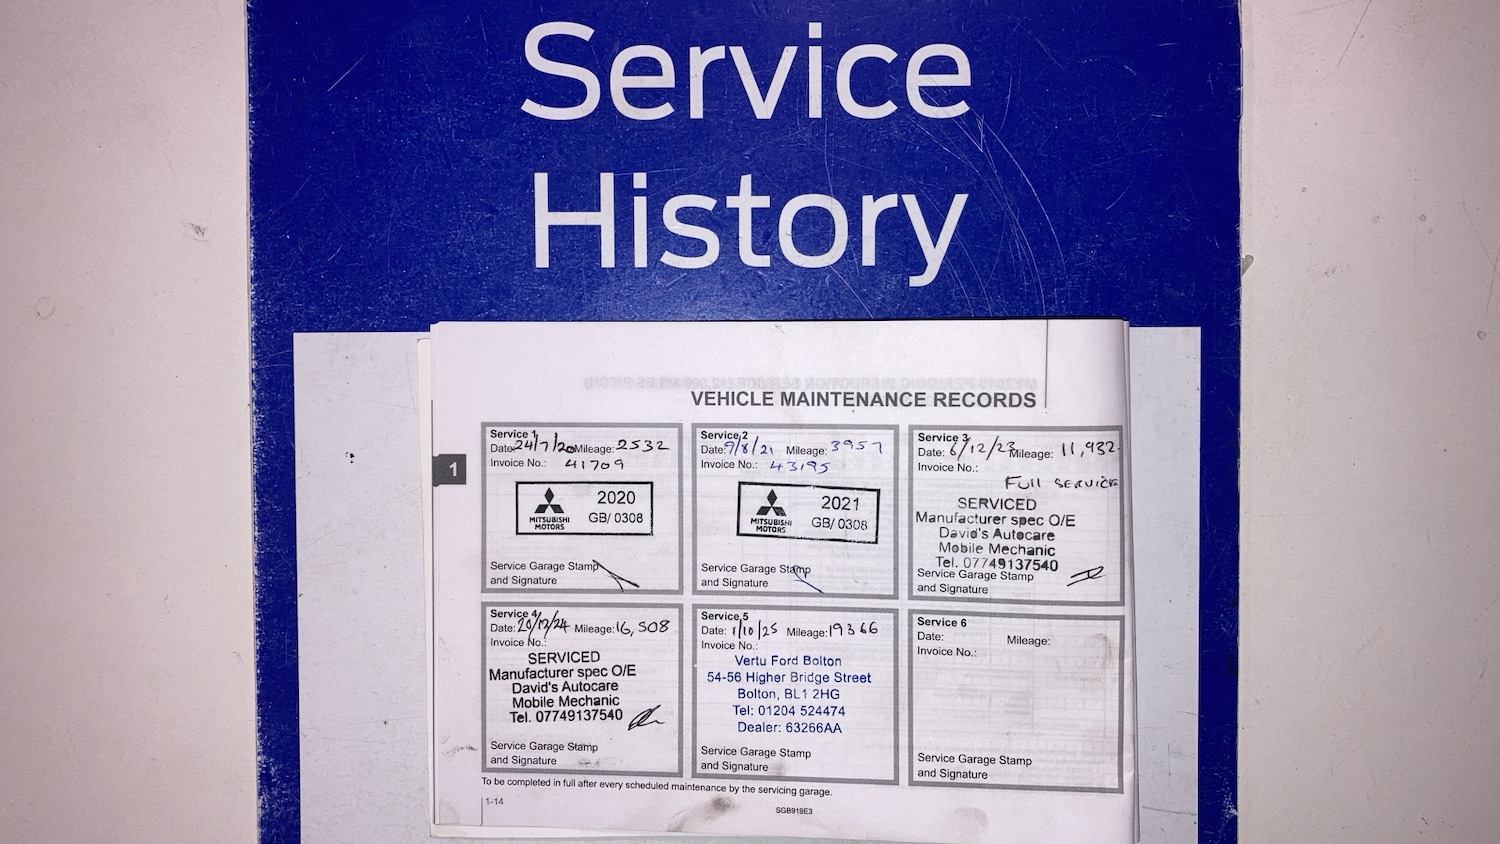 Service
History
VEHICLE MAINTENANCE RECORDS
1
Service 1
Date: 24/7/20 Mileage: 2532
Invoice No.: 41709
MITSUBISHI
MOTORS
2020
GB/ 0308
Service Garage Stamp
and Signature
Service 2
Date: 9/8/21 Mileage: 3957
Invoice No.: 43195
MITSUBISHI
MOTORS
2021
GB/ 0308
Service Garage Stamp
and Signature
Service 3
Date: /12/23 Mileage: 11,932
Invoice No.:
FULL SERVICE
SERVICED
Manufacturer spec O/E
David's Autocare
Mobile Mechanic
Tel. 07749137540
Service Garage Stamp
and Signature
Service 4
Date: 20/12/24 Mileage: 16,508
Invoice No.:
SERVICED
Manufacturer spec O/E
David's Autocare
Mobile Mechanic
Tel. 07749137540
Service Garage Stamp
and Signature
Service 5
Date: 1/10/25 Mileage: 19366
Invoice No.:
Vertu Ford Bolton
54-56 Higher Bridge Street
Bolton, BL1 2HG
Tel: 01204 524474
Dealer: 63266AA
Service Garage Stamp
and Signature
Service 6
Date: Mileage:
Invoice No.:
Service Garage Stamp
and Signature
To be completed in full after every scheduled maintenance by the servicing garage.
1-14
SGB919E3